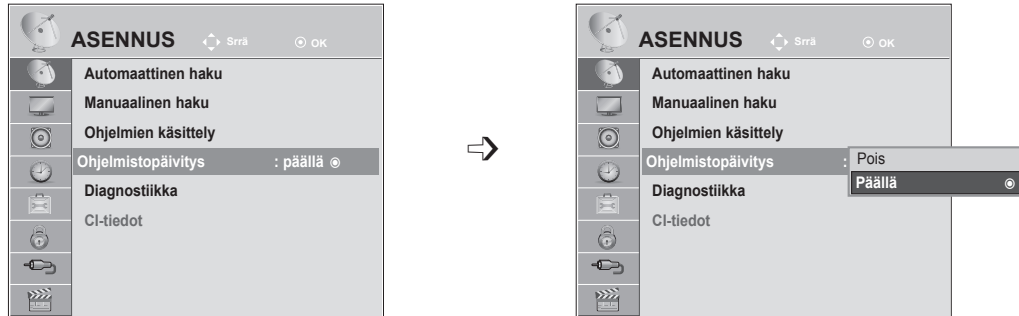 ASENNUS Srrä OK
Automaattinen haku
Manuaalinen haku
Ohjelmien käsittely
Ohjelmistopäivitys : päällä
Diagnostiikka
CI-tiedot
ASENNUS Srrä OK
Automaattinen haku
Manuaalinen haku
Ohjelmien käsittely
Ohjelmistopäivitys :
Pois
Päällä
Diagnostiikka
CI-tiedot